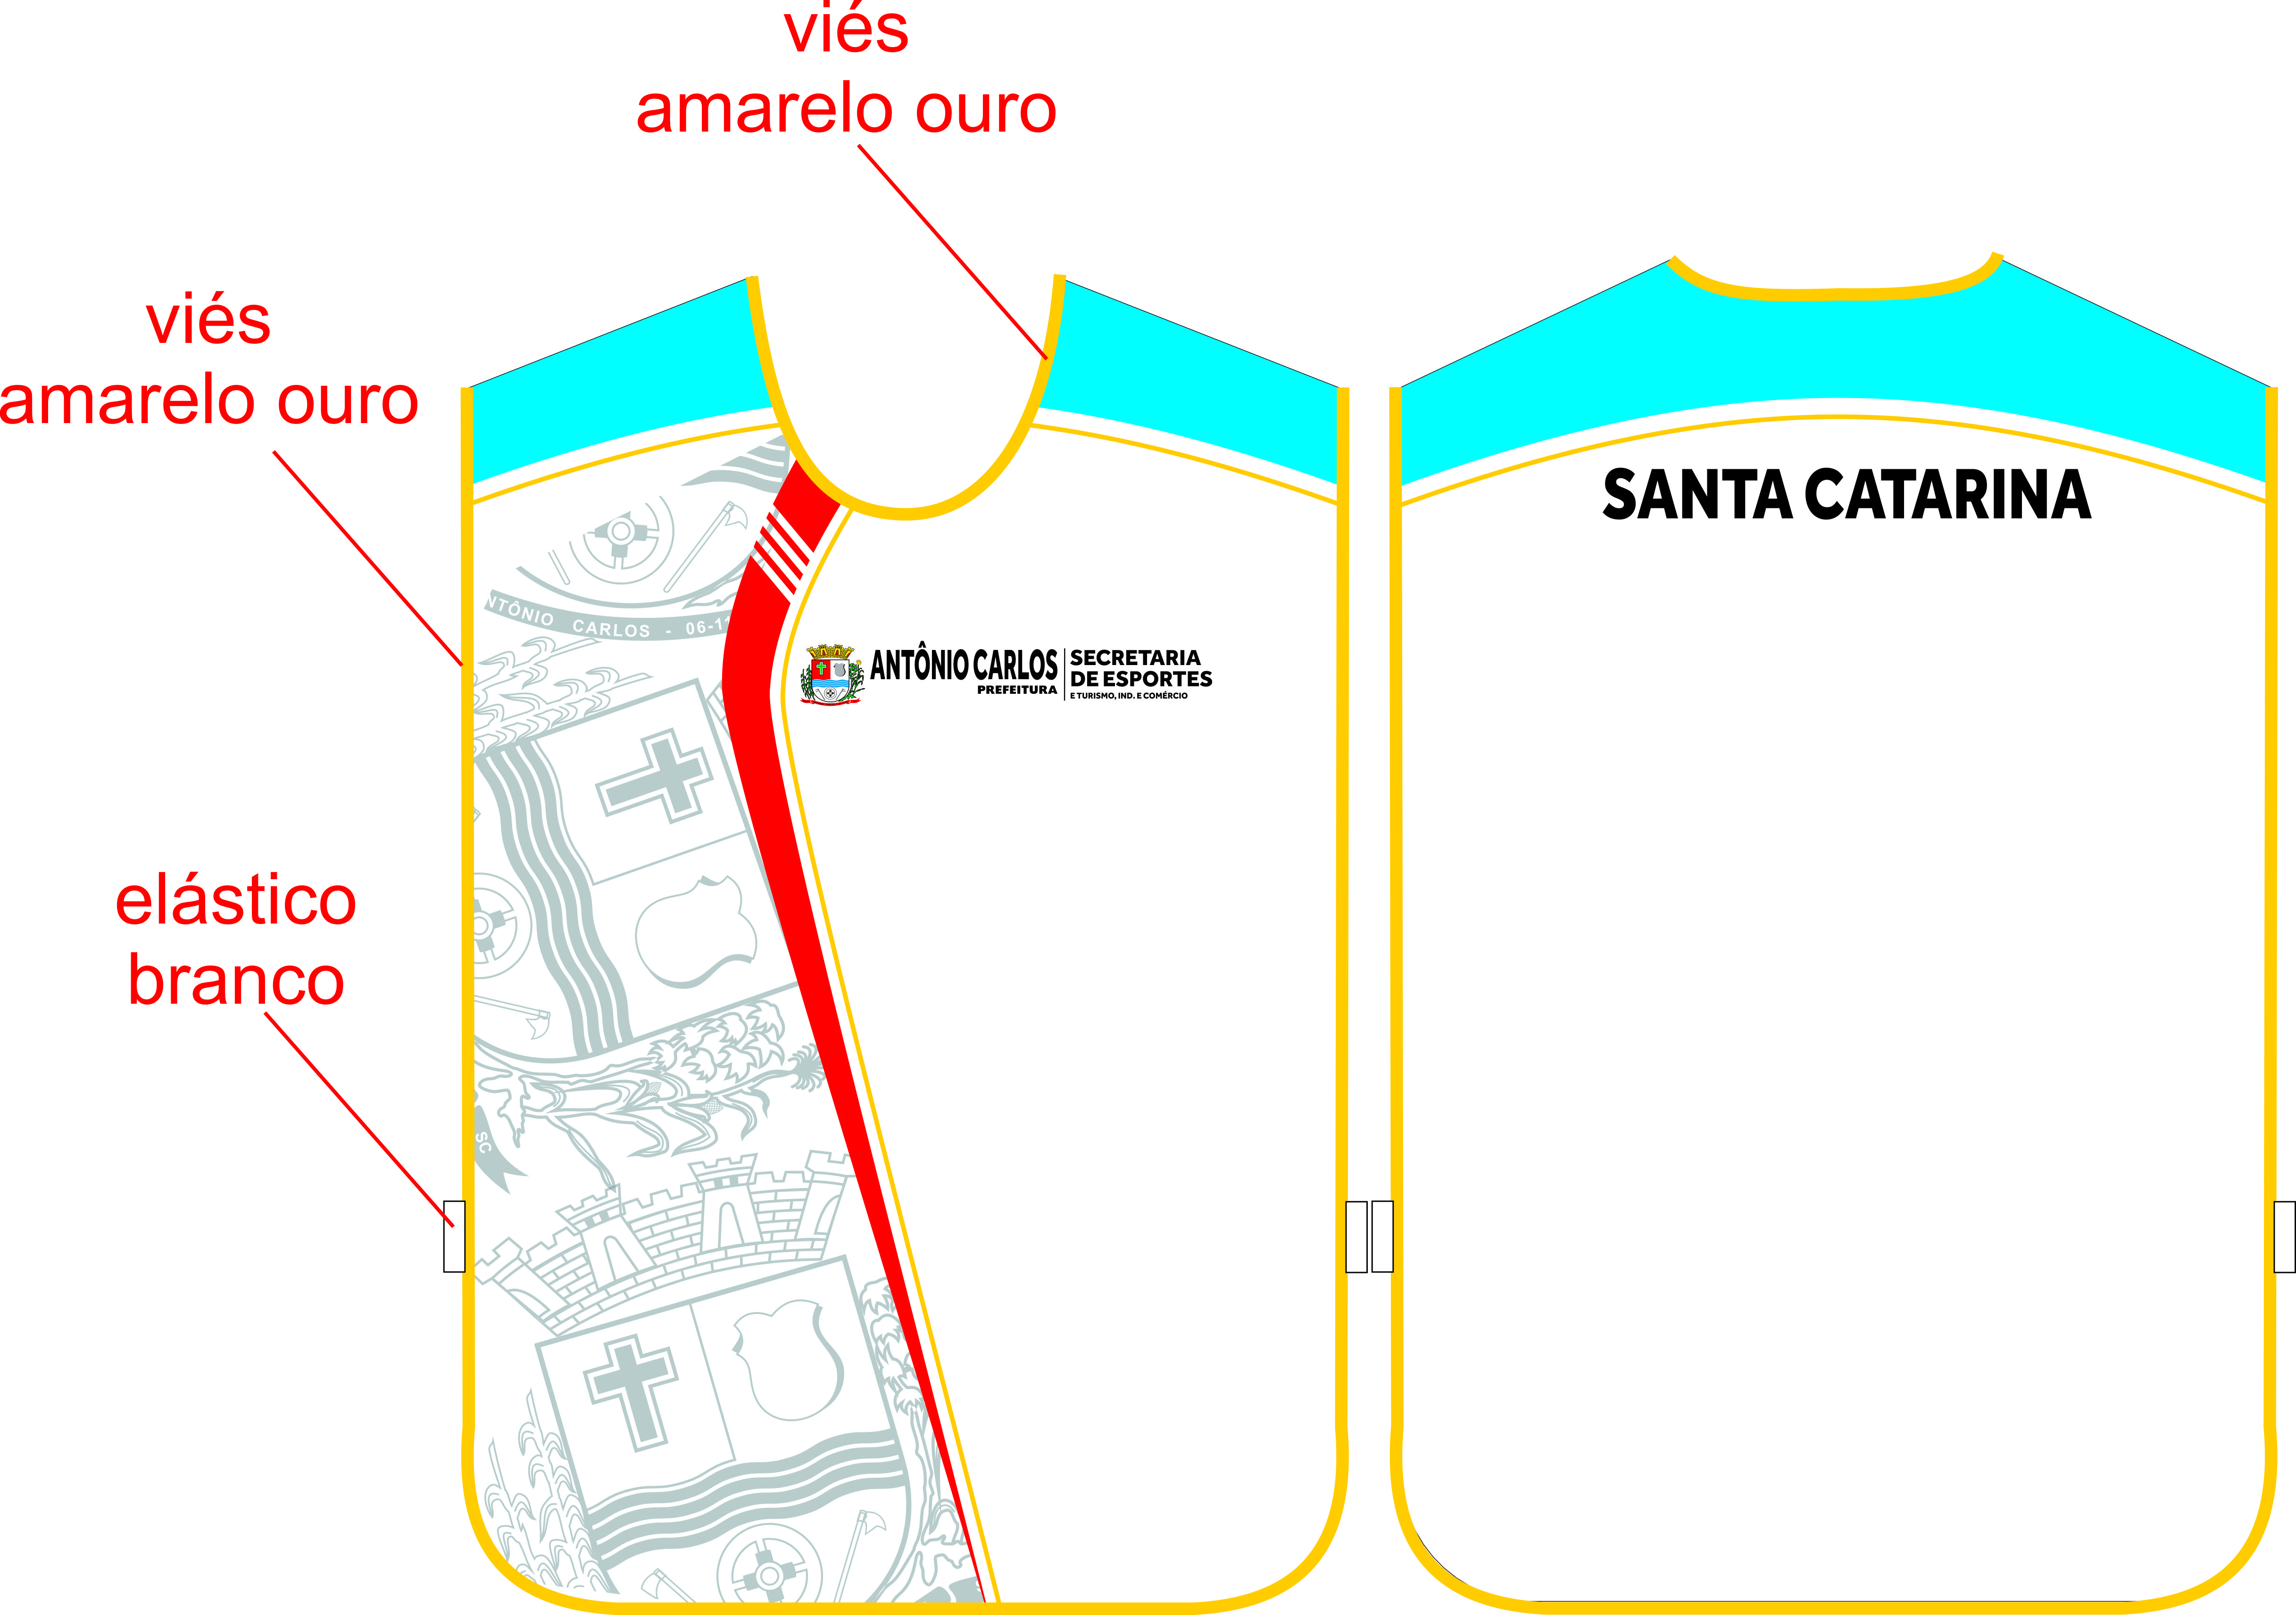 viés
amarelo ouro
viés
amarelo ouro
elástico
branco
NTÔNIO CARLOS - 06-11
SC
ANTÔNIO CARLOS
PREFEITURA
SECRETARIA
DE ESPORTES
E TURISMO, IND. E COMÉRCIO
SANTA CATARINA